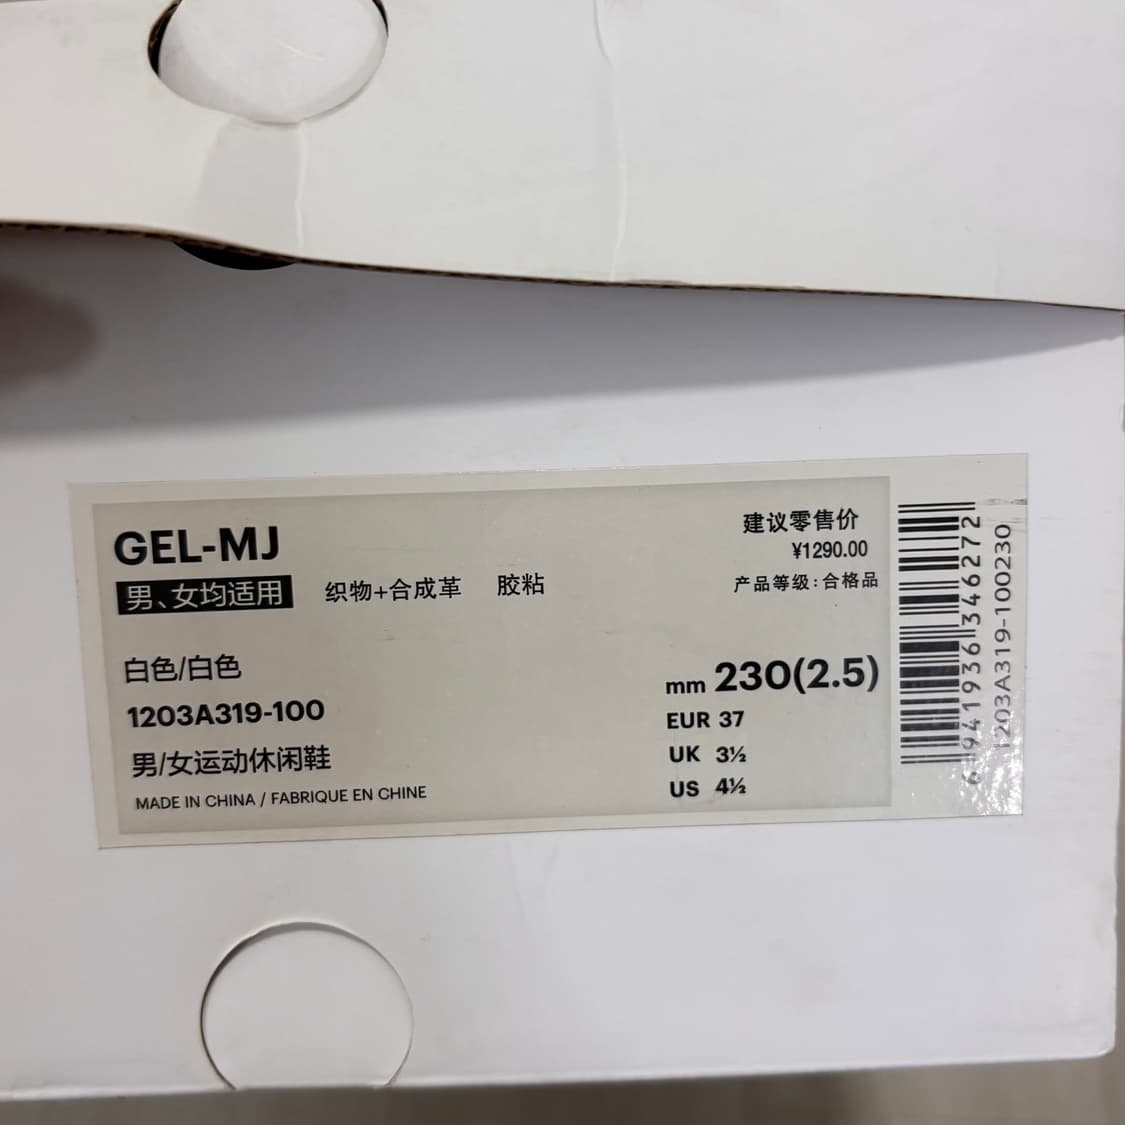 GEL-MJ
男、女均适用
织物+合成革 胶粘
建议零售价
¥1290.00
产品等级:合格品
白色/白色
1203A319-100
男/女运动休闲鞋
MADE IN CHINA / FABRIQUE EN CHINE
mm 230(2.5)
EUR 37
UK 3½
US 4½
6941936346272
1203A319-100230